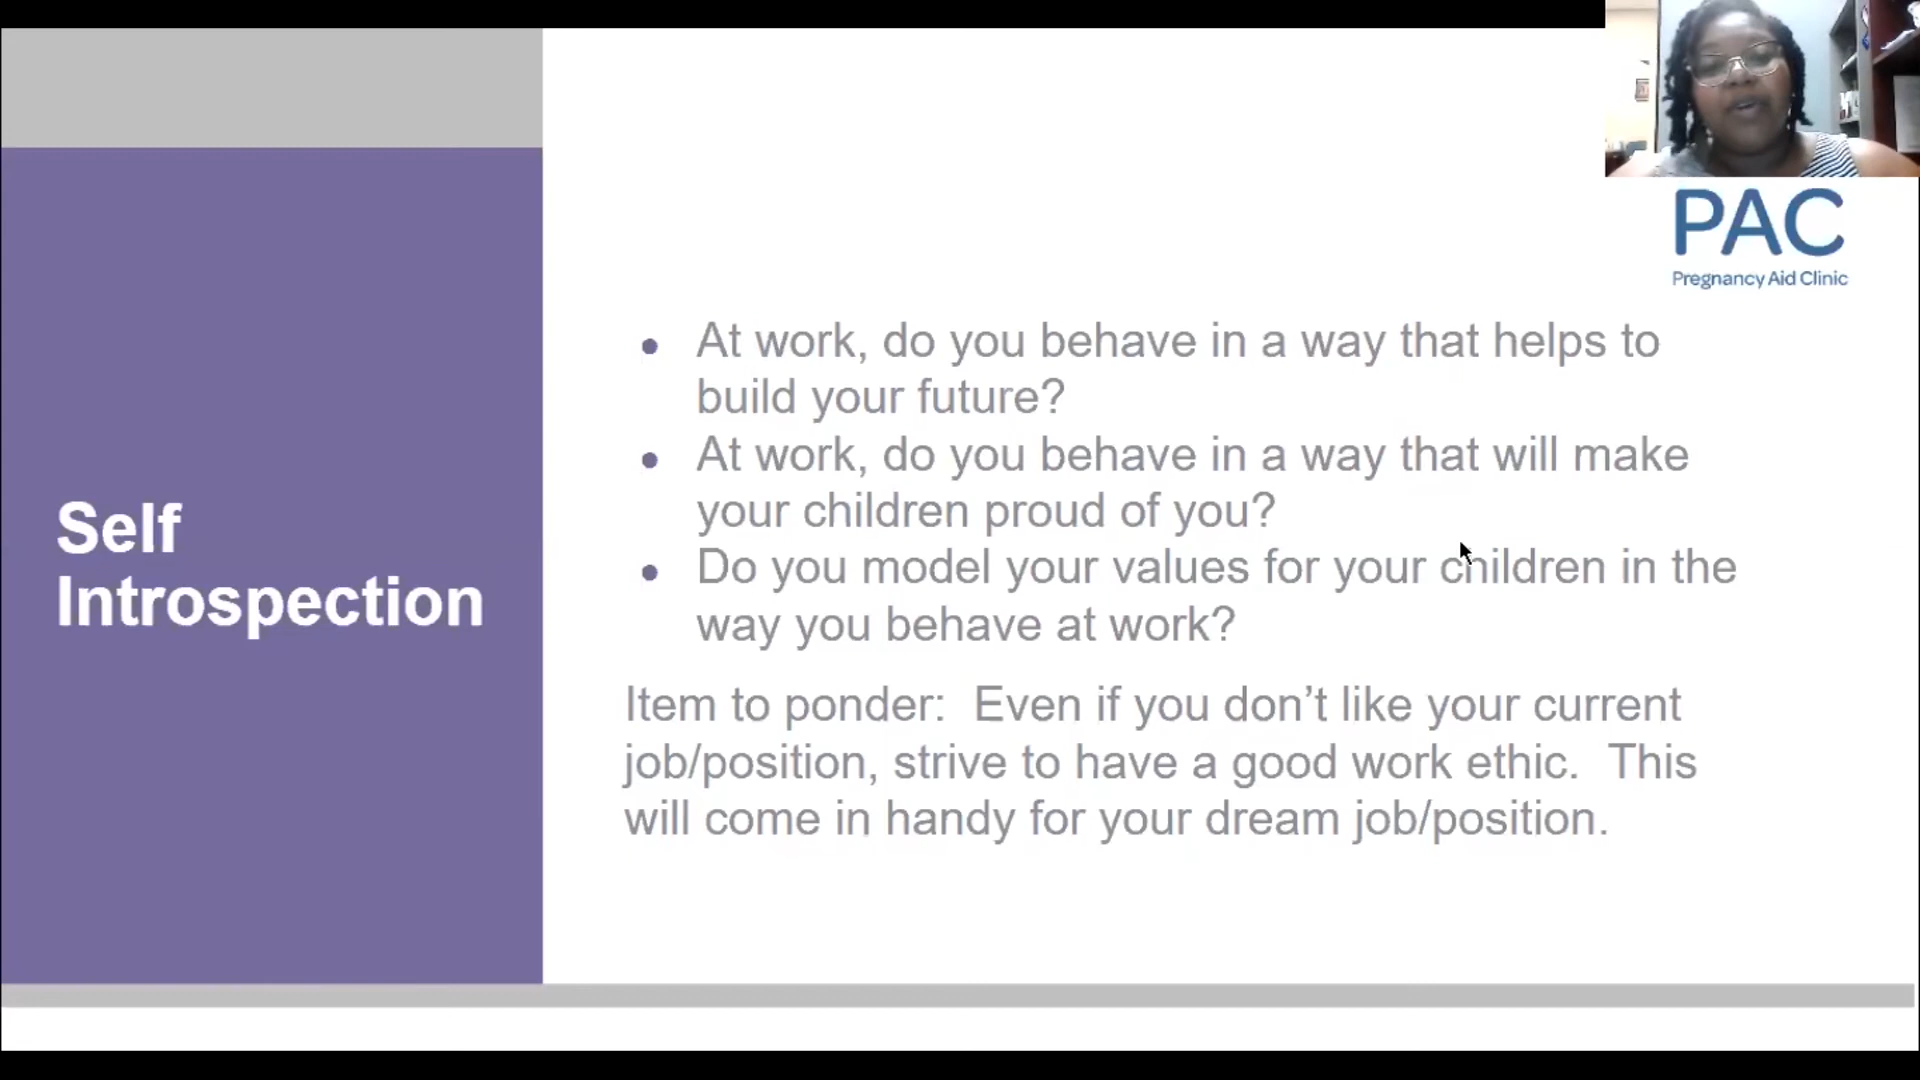 PAC
Pregnancy Aid Clinic
Self
Introspection
• At work, do you behave in a way that helps to
build your future?
• At work, do you behave in a way that will make
your children proud of you?
• Do you model your values for your children in the
way you behave at work?
Item to ponder:  Even if you don’t like your current
job/position, strive to have a good work ethic.  This
will come in handy for your dream job/position.